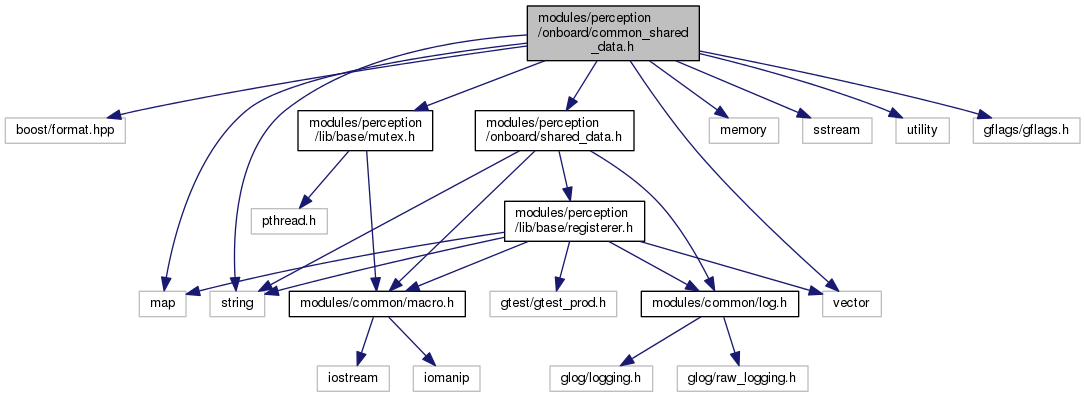 modules/perception
/onboard/common_shared
_data.h
boost/format.hpp
modules/perception
/lib/base/mutex.h
modules/perception
/onboard/shared_data.h
memory
sstream
utility
gflags/gflags.h
pthread.h
modules/perception
/lib/base/registerer.h
map
string
modules/common/macro.h
gtest/gtest_prod.h
modules/common/log.h
vector
iostream
iomanip
glog/logging.h
glog/raw_logging.h